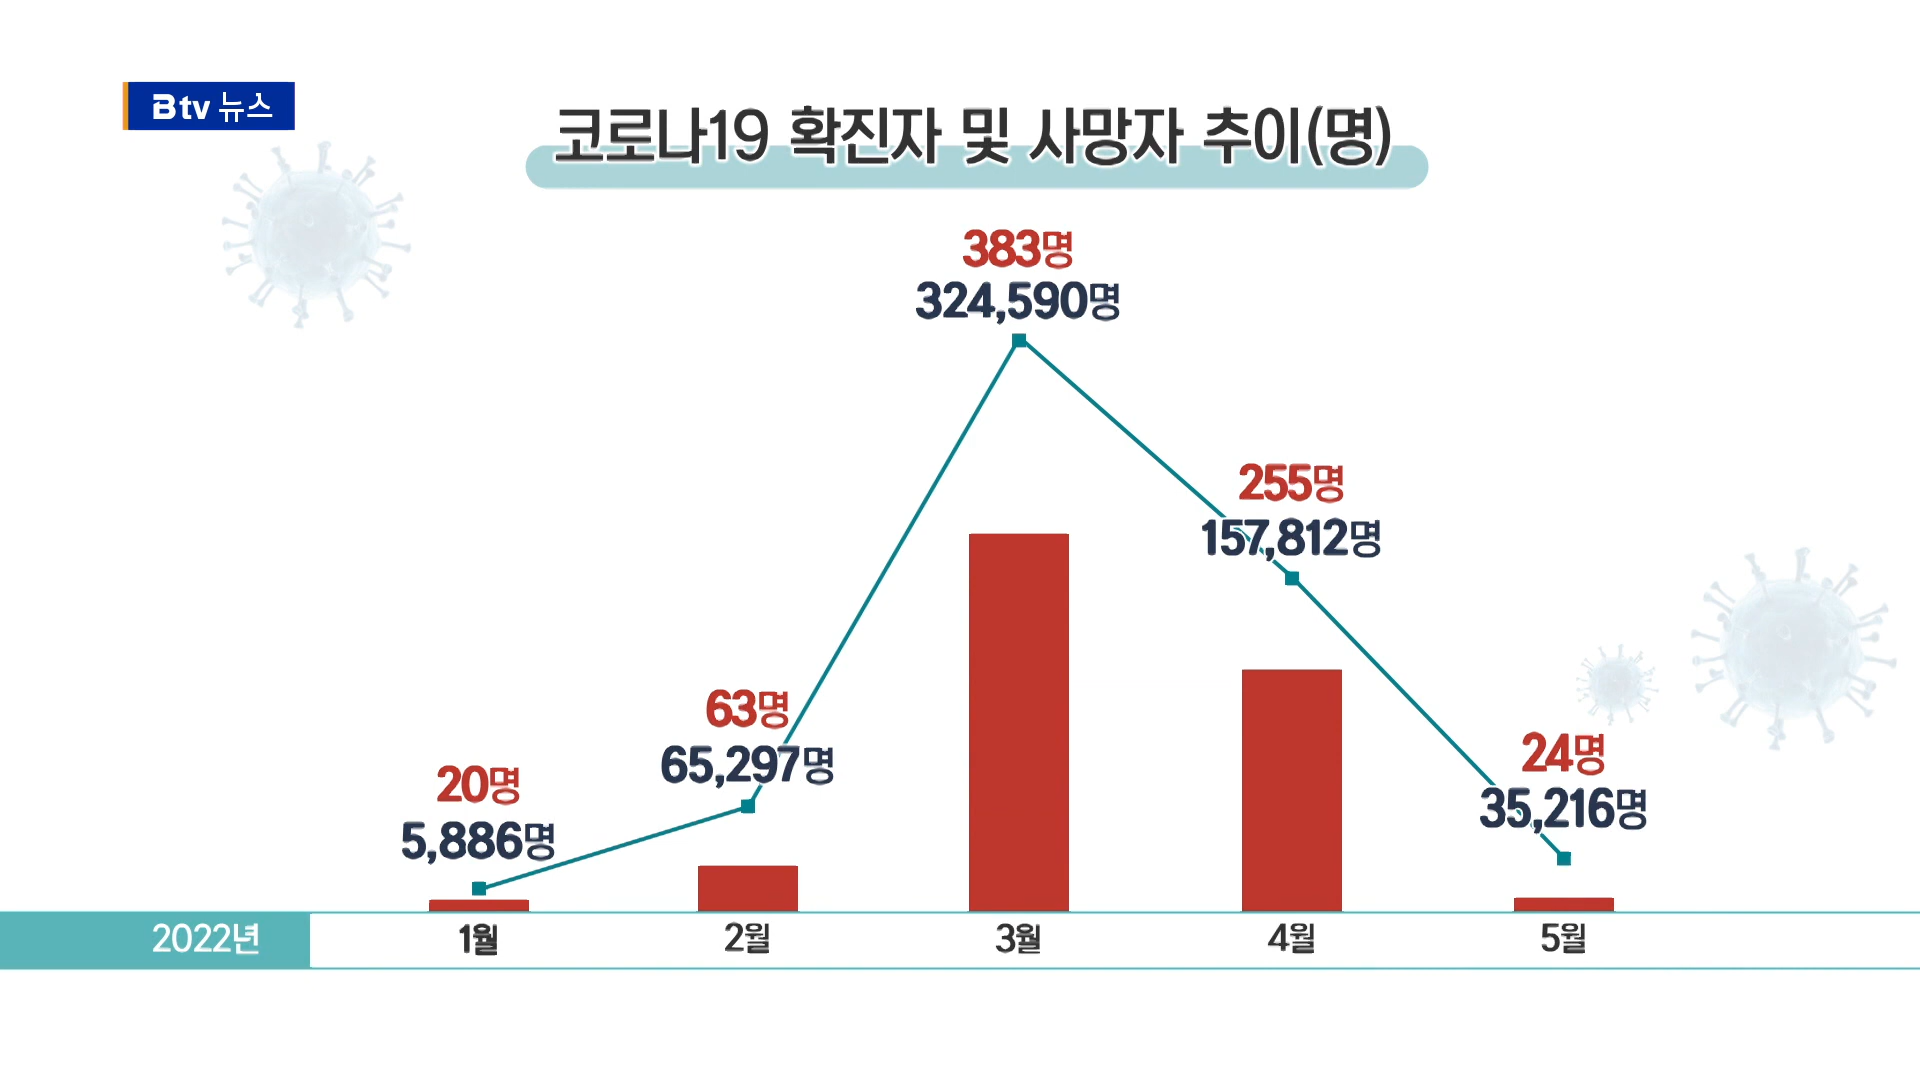 Btv 뉴스
코로나19 확진자 및 사망자 추이(명)
383명
324,590명
255명
157,812명
63명
65,297명
24명
35,216명
20명
5,886명
2022년 1월 2월 3월 4월 5월